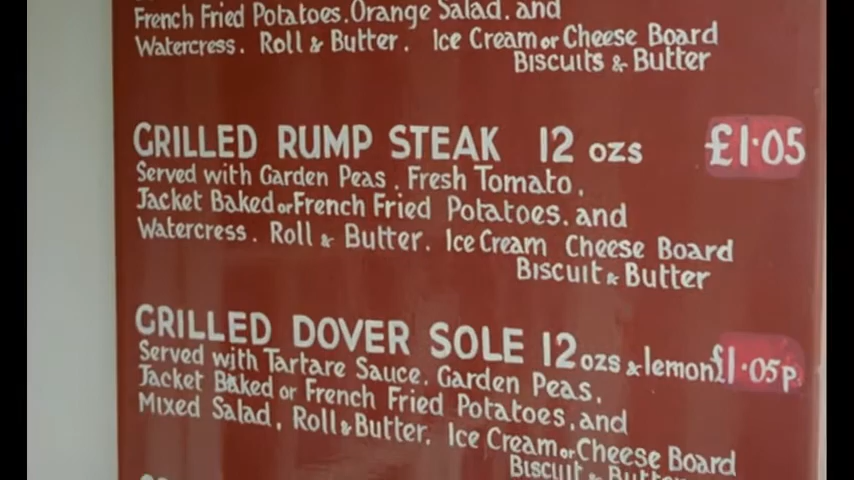 French Fried Potatoes. Orange Salad. and
Watercress. Roll & Butter. Ice Cream or Cheese Board
Biscuits & Butter
GRILLED RUMP STEAK 12 ozs £1·05
Served with Garden Peas. Fresh Tomato.
Jacket Baked or French Fried Potatoes. and
Watercress. Roll & Butter. Ice Cream Cheese Board
Biscuit & Butter
GRILLED DOVER SOLE 12 ozs & lemon £1·05p
Served with Tartare Sauce. Garden Peas.
Jacket Baked or French Fried Potatoes, and
Mixed Salad, Roll & Butter. Ice Cream or Cheese Board
Biscuit & Butter